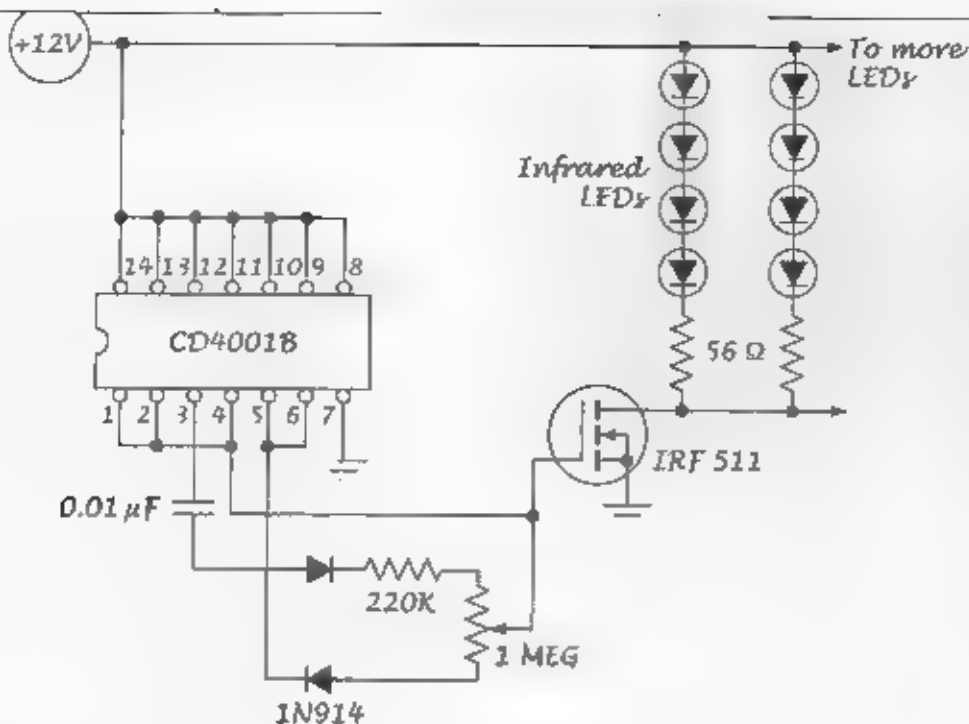 +12V
To more
LEDs
Infrared
LEDs
14 13 12 11 10 9 8
CD4001B
1 2 3 4 5 6 7
56 Ω
IRF 511
0.01 µF
220K
1 MEG
1N914